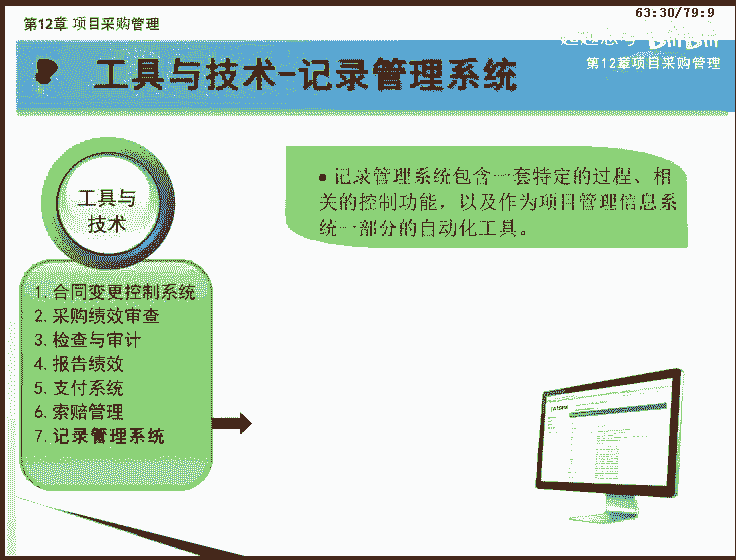 第12章 项目采购管理
63:30/79:9
第12章项目采购管理
工具与技术-记录管理系统
工具与
技术
1. 合同变更控制系统
2. 采购绩效审查
3. 检查与审计
4. 报告绩效
5. 支付系统
6. 索赔管理
7. 记录管理系统
●记录管理系统包含一套特定的过程、相
关的控制功能，以及作为项目管理信息系
统一部分的自动化工具。